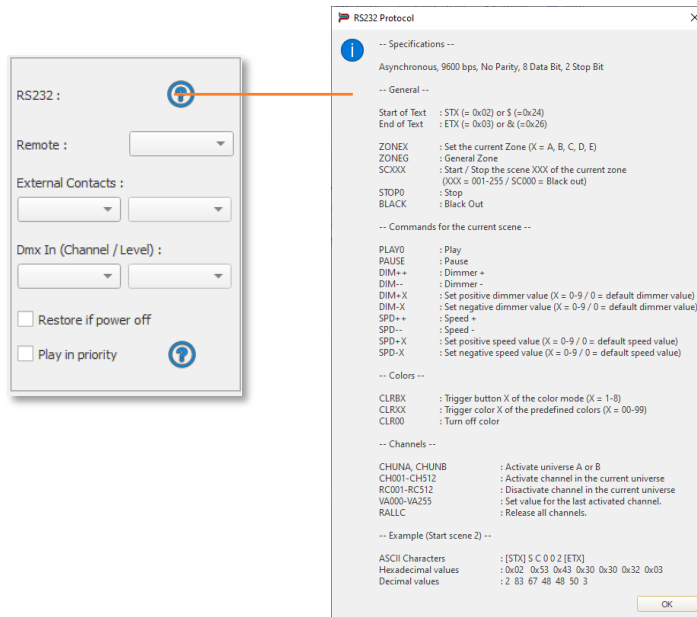 RS232 :
Remote :
External Contacts :
Dmx In (Channel / Level) :
Restore if power off
Play in priority
RS232 Protocol
-- Specifications --
Asynchronous, 9600 bps, No Parity, 8 Data Bit, 2 Stop Bit
-- General --
Start of Text : STX (= 0x02) or $ (=0x24)
End of Text : ETX (= 0x03) or & (=0x26)
ZONEX : Set the current Zone (X = A, B, C, D, E)
ZONEG : General Zone
SCXXX : Start / Stop the scene XXX of the current zone
(XXX = 001-255 / SC000 = Black out)
STOP0 : Stop
BLACK : Black Out
-- Commands for the current scene --
PLAY0 : Play
PAUSE : Pause
DIM++ : Dimmer +
DIM-- : Dimmer -
DIM+X : Set positive dimmer value (X = 0-9 / 0 = default dimmer value)
DIM-X : Set negative dimmer value (X = 0-9 / 0 = default dimmer value)
SPD++ : Speed +
SPD-- : Speed -
SPD+X : Set positive speed value (X = 0-9 / 0 = default speed value)
SPD-X : Set negative speed value (X = 0-9 / 0 = default speed value)
-- Colors --
CLRBX : Trigger button X of the color mode (X = 1-8)
CLRXX : Trigger color X of the predefined colors (X = 00-99)
CLR00 : Turn off color
-- Channels --
CHUNA, CHUNB : Activate universe A or B
CH001-CH512 : Activate channel in the current universe
RC001-RC512 : Disactivate channel in the current universe
VA000-VA255 : Set value for the last activated channel.
RALLC : Release all channels.
-- Example (Start scene 2) --
ASCII Characters : [STX] S C 0 0 2 [ETX]
Hexadecimal values : 0x02 0x53 0x43 0x30 0x30 0x32 0x03
Decimal values : 2 83 67 48 48 50 3
OK